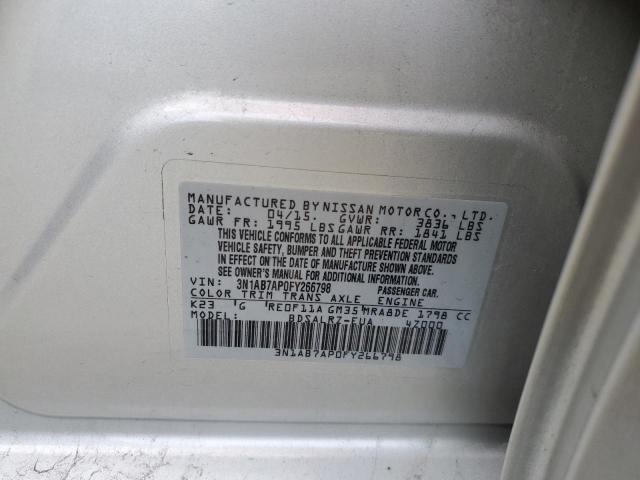 MANUFACTURED BY NISSAN MOTOR CO., LTD.
DATE: 04/15. GVWR: 3836 LBS
GAWR FR: 1995 LBS GAWR RR: 1841 LBS
THIS VEHICLE CONFORMS TO ALL APPLICABLE FEDERAL MOTOR
VEHICLE SAFETY, BUMPER AND THEFT PREVENTION STANDARDS
IN EFFECT ON THE DATE OF MANUFACTURE SHOWN ABOVE.
SEE OWNER'S MANUAL FOR ADDITIONAL INFORMATION
VIN: 3N1AB7AP0FY266798 PASSENGER CAR.
COLOR TRIM TRANS AXLE ENGINE
K23 G RE0F11A GM35 MRA8DE 1798 CC
MODEL: BDSALRZ-EUA 47000
3N1AB7AP0FY266798